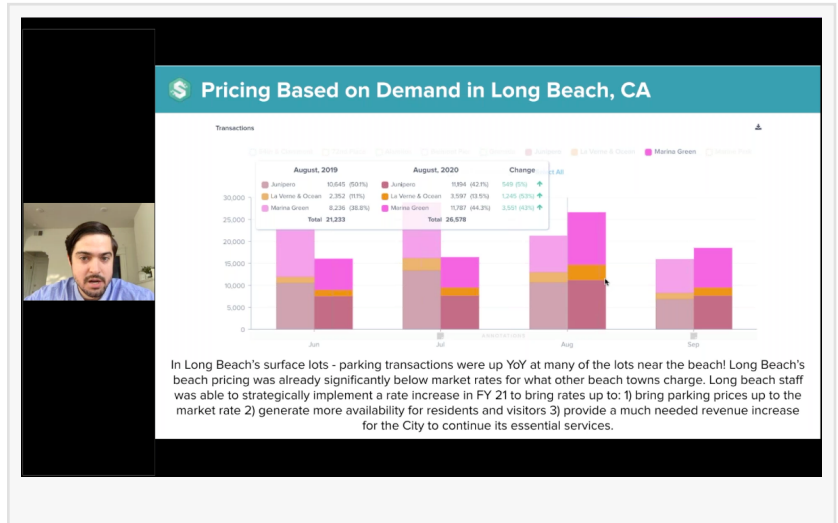 Pricing Based on Demand in Long Beach, CA
Transactions
Junipero La Verne & Ocean Marina Green
August, 2019 August, 2020 Change
Junipero 10,645 (50.1%) Junipero 11,194 (42.1%) 549 (5%)
La Verne & Ocean 2,352 (11.1%) La Verne & Ocean 3,597 (13.5%) 1,245 (53%)
Marina Green 8,236 (38.8%) Marina Green 11,787 (44.3%) 3,551 (43%)
Total 21,233 Total 26,578
30,000
25,000
20,000
15,000
10,000
5,000
0
ANNOTATIONS
Jun Jul Aug Sep
In Long Beach's surface lots - parking transactions were up YoY at many of the lots near the beach! Long Beach's
beach pricing was already significantly below market rates for what other beach towns charge. Long beach staff
was able to strategically implement a rate increase in FY 21 to bring rates up to: 1) bring parking prices up to the
market rate 2) generate more availability for residents and visitors 3) provide a much needed revenue increase
for the City to continue its essential services.